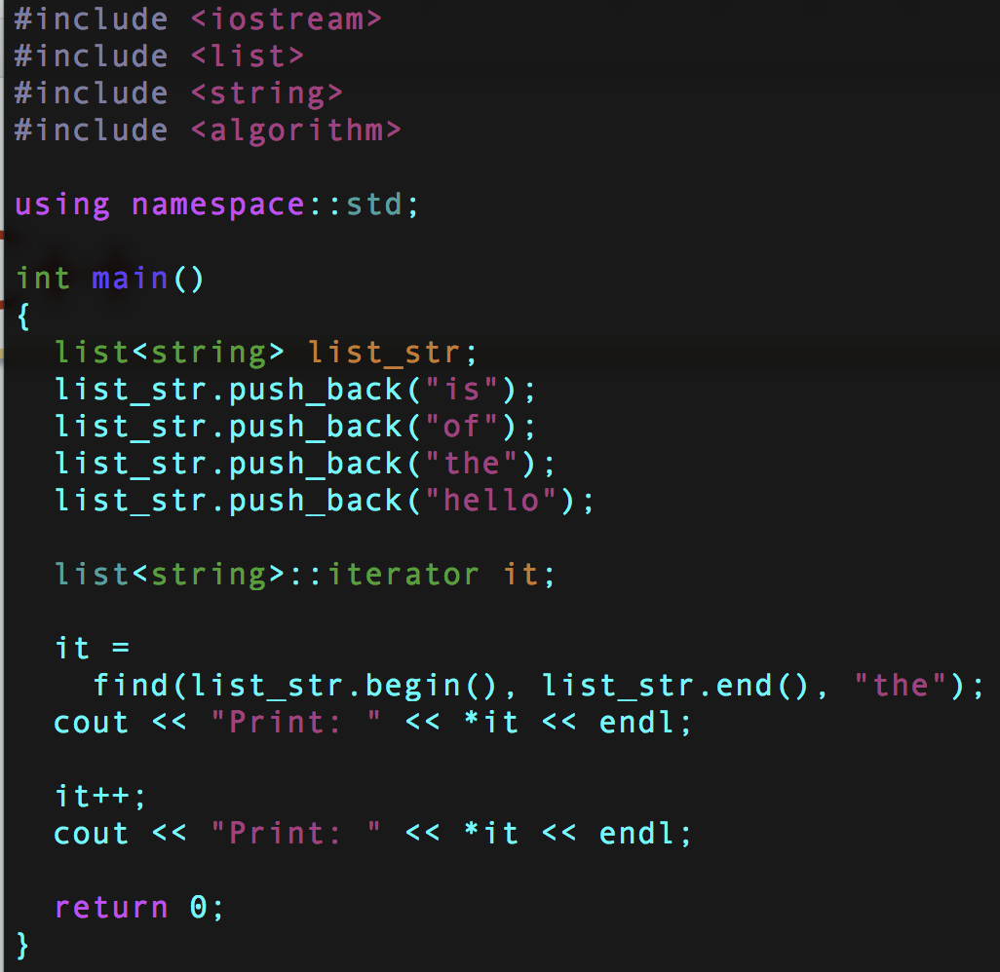 #include <iostream>
#include <list>
#include <string>
#include <algorithm>
using namespace::std;
int main()
{
list<string> list_str;
list_str.push_back("is");
list_str.push_back("of");
list_str.push_back("the");
list_str.push_back("hello");
list<string>::iterator it;
it =
find(list_str.begin(), list_str.end(), "the");
cout << "Print: " << *it << endl;
it++;
cout << "Print: " << *it << endl;
return 0;
}